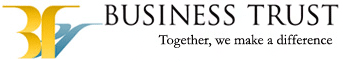 BUSINESS TRUST
Together, we make a difference